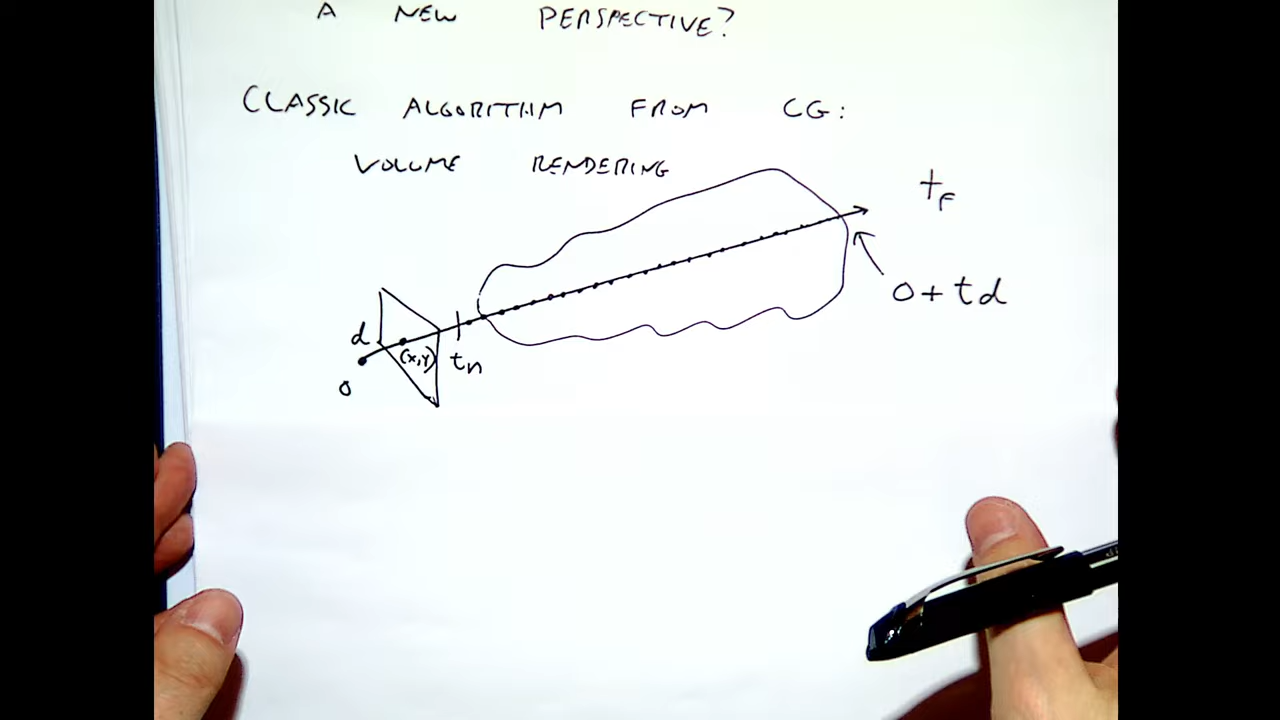 A NEW PERSPECTIVE?
CLASSIC ALGORITHM FROM CG:
VOLUME RENDERING
tF
o + td
d
(x,y)
tn
o